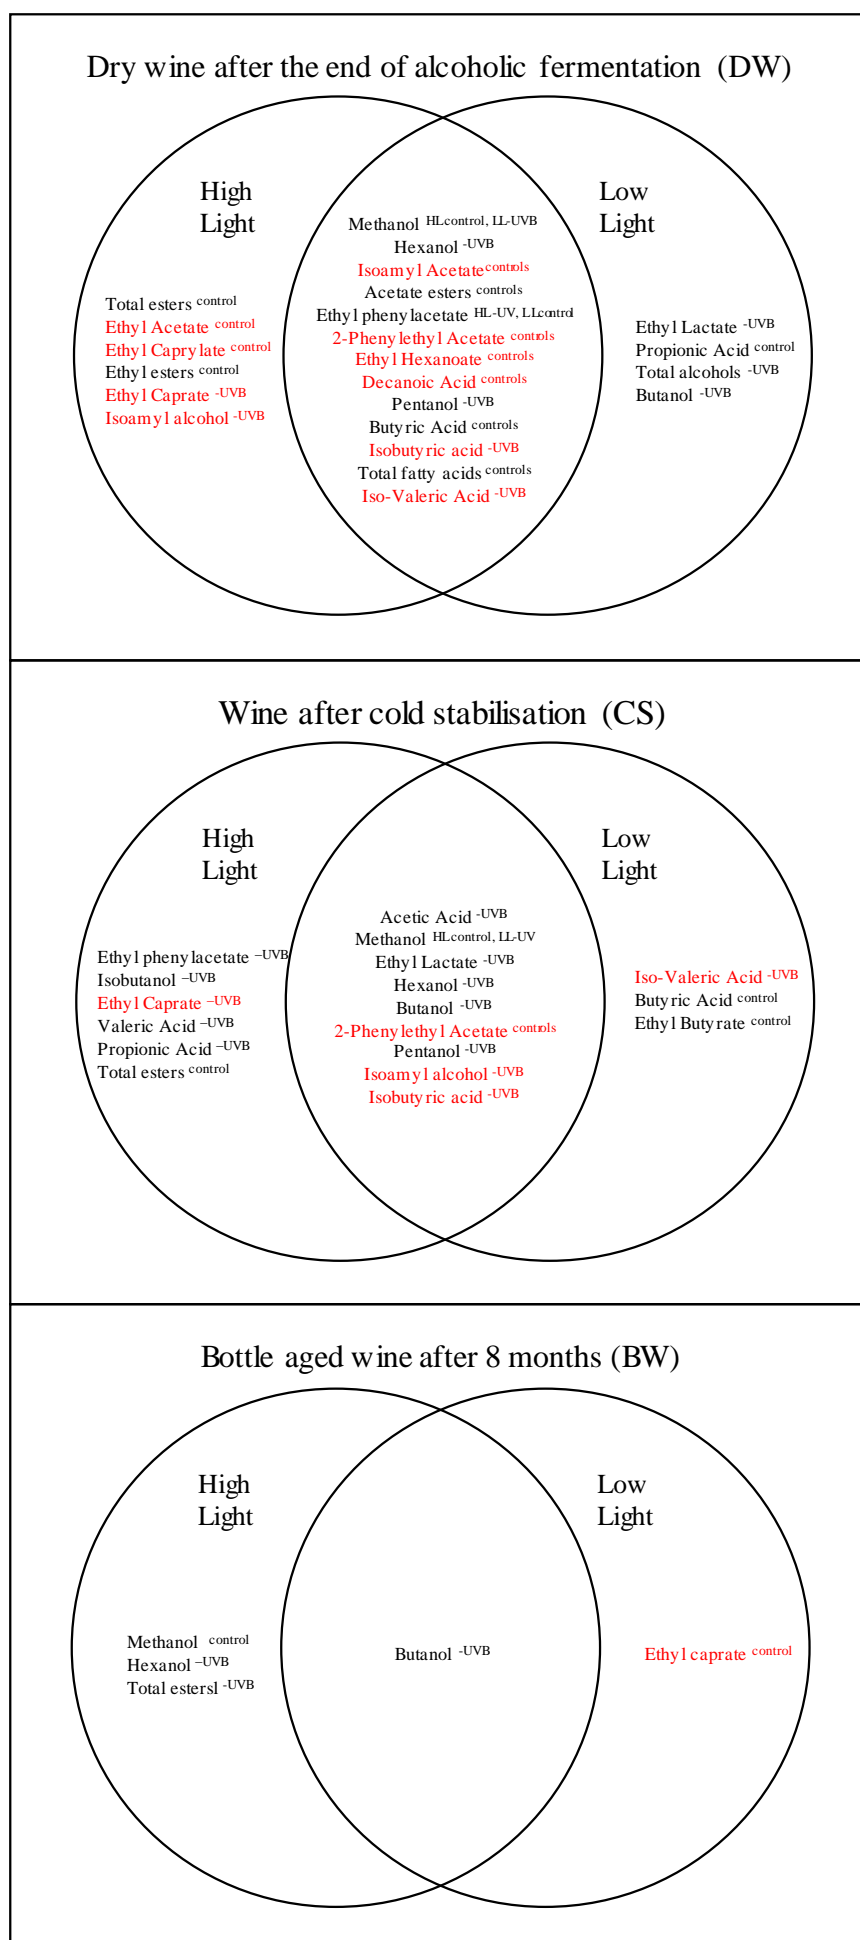 Dry wine after the end of alcoholic fermentation (DW)
High
Light
Low
Light
Total esters control
Ethyl Acetate control
Ethyl Caprylate control
Ethyl esters control
Ethyl Caprate -UVB
Isoamyl alcohol -UVB
Methanol HLcontrol, LL-UVB
Hexanol -UVB
Isoamyl Acetate controls
Acetate esters controls
Ethyl phenylacetate HL-UV, LLcontrol
2-Phenylethyl Acetate controls
Ethyl Hexanoate controls
Decanoic Acid controls
Pentanol -UVB
Butyric Acid controls
Isobutyric acid -UVB
Total fatty acids controls
Iso-Valeric Acid -UVB
Ethyl Lactate -UVB
Propionic Acid control
Total alcohols -UVB
Butanol -UVB
Wine after cold stabilisation (CS)
High
Light
Low
Light
Ethyl phenylacetate –UVB
Isobutanol –UVB
Ethyl Caprate –UVB
Valeric Acid –UVB
Propionic Acid –UVB
Total esters control
Acetic Acid -UVB
Methanol HLcontrol, LL-UV
Ethyl Lactate -UVB
Hexanol -UVB
Butanol -UVB
2-Phenylethyl Acetate controls
Pentanol -UVB
Isoamyl alcohol -UVB
Isobutyric acid -UVB
Iso-Valeric Acid -UVB
Butyric Acid control
Ethyl Butyrate control
Bottle aged wine after 8 months (BW)
High
Light
Low
Light
Methanol control
Hexanol –UVB
Total estersl -UVB
Butanol -UVB
Ethyl caprate control